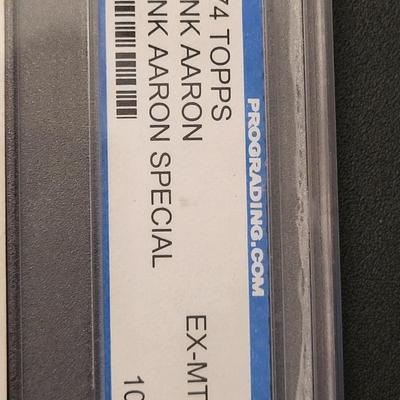 PROGRADING.COM
74 TOPPS
NK AARON EX-MT
NK AARON SPECIAL
10